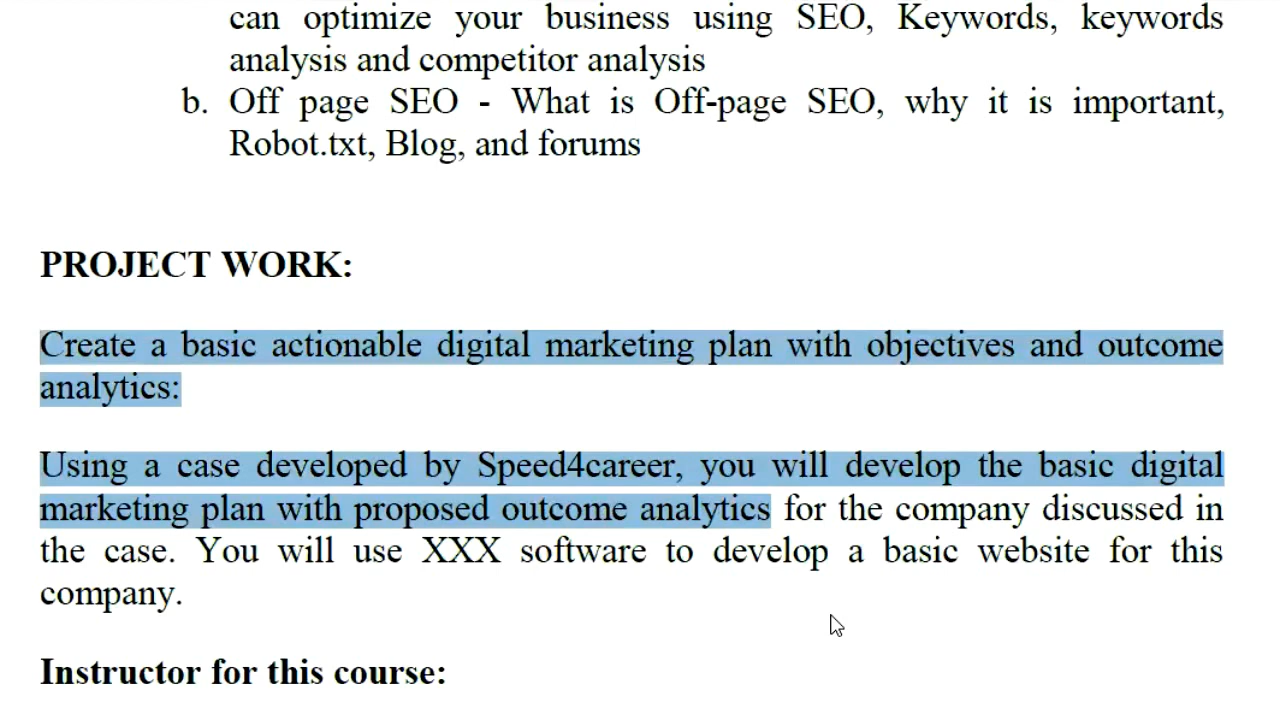 can optimize your business using SEO, Keywords, keywords
analysis and competitor analysis
b. Off page SEO - What is Off-page SEO, why it is important,
Robot.txt, Blog, and forums
PROJECT WORK:
Create a basic actionable digital marketing plan with objectives and outcome
analytics:
Using a case developed by Speed4career, you will develop the basic digital
marketing plan with proposed outcome analytics for the company discussed in
the case. You will use XXX software to develop a basic website for this
company.
Instructor for this course: